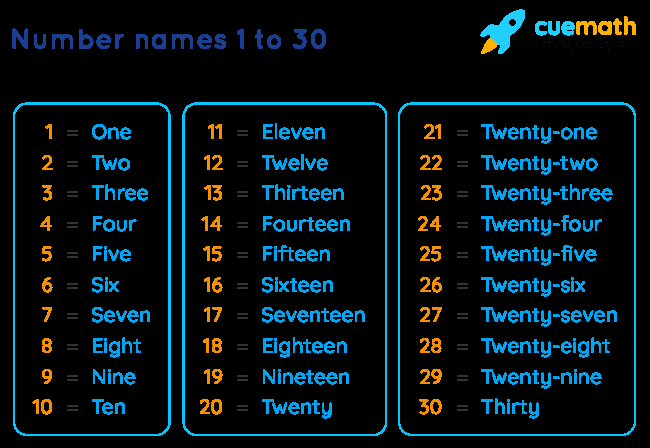 Number names 1 to 30
cuemath
1 = One
2 = Two
3 = Three
4 = Four
5 = Five
6 = Six
7 = Seven
8 = Eight
9 = Nine
10 = Ten
11 = Eleven
12 = Twelve
13 = Thirteen
14 = Fourteen
15 = Fifteen
16 = Sixteen
17 = Seventeen
18 = Eighteen
19 = Nineteen
20 = Twenty
21 = Twenty-one
22 = Twenty-two
23 = Twenty-three
24 = Twenty-four
25 = Twenty-five
26 = Twenty-six
27 = Twenty-seven
28 = Twenty-eight
29 = Twenty-nine
30 = Thirty